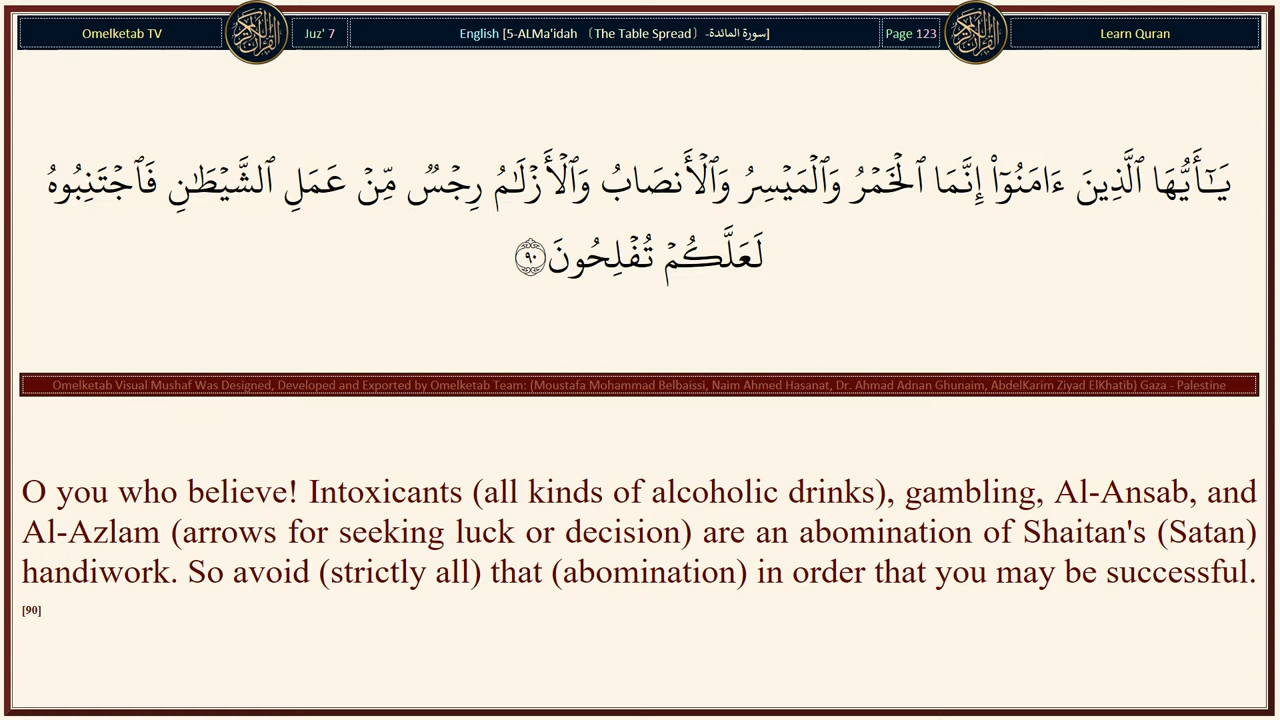 Omelketab TV
Juz' 7
English [5-ALMa'idah （The Table Spread） -سورة المائدة]
Page 123
Learn Quran
يَـٰٓأَيُّهَا ٱلَّذِينَ ءَامَنُوٓا۟ إِنَّمَا ٱلْخَمْرُ وَٱلْمَيْسِرُ وَٱلْأَنصَابُ وَٱلْأَزْلَـٰمُ رِجْسٌ مِّنْ عَمَلِ ٱلشَّيْطَـٰنِ فَٱجْتَنِبُوهُ
لَعَلَّكُمْ تُفْلِحُونَ ٩٠
Omelketab Visual Mushaf Was Designed, Developed and Exported by Omelketab Team: (Moustafa Mohammad Belbaissi, Naim Ahmed Hasanat, Dr. Ahmad Adnan Ghunaim, AbdelKarim Ziyad ElKhatib) Gaza - Palestine
O you who believe! Intoxicants (all kinds of alcoholic drinks), gambling, Al-Ansab, and
Al-Azlam (arrows for seeking luck or decision) are an abomination of Shaitan's (Satan)
handiwork. So avoid (strictly all) that (abomination) in order that you may be successful.
[90]